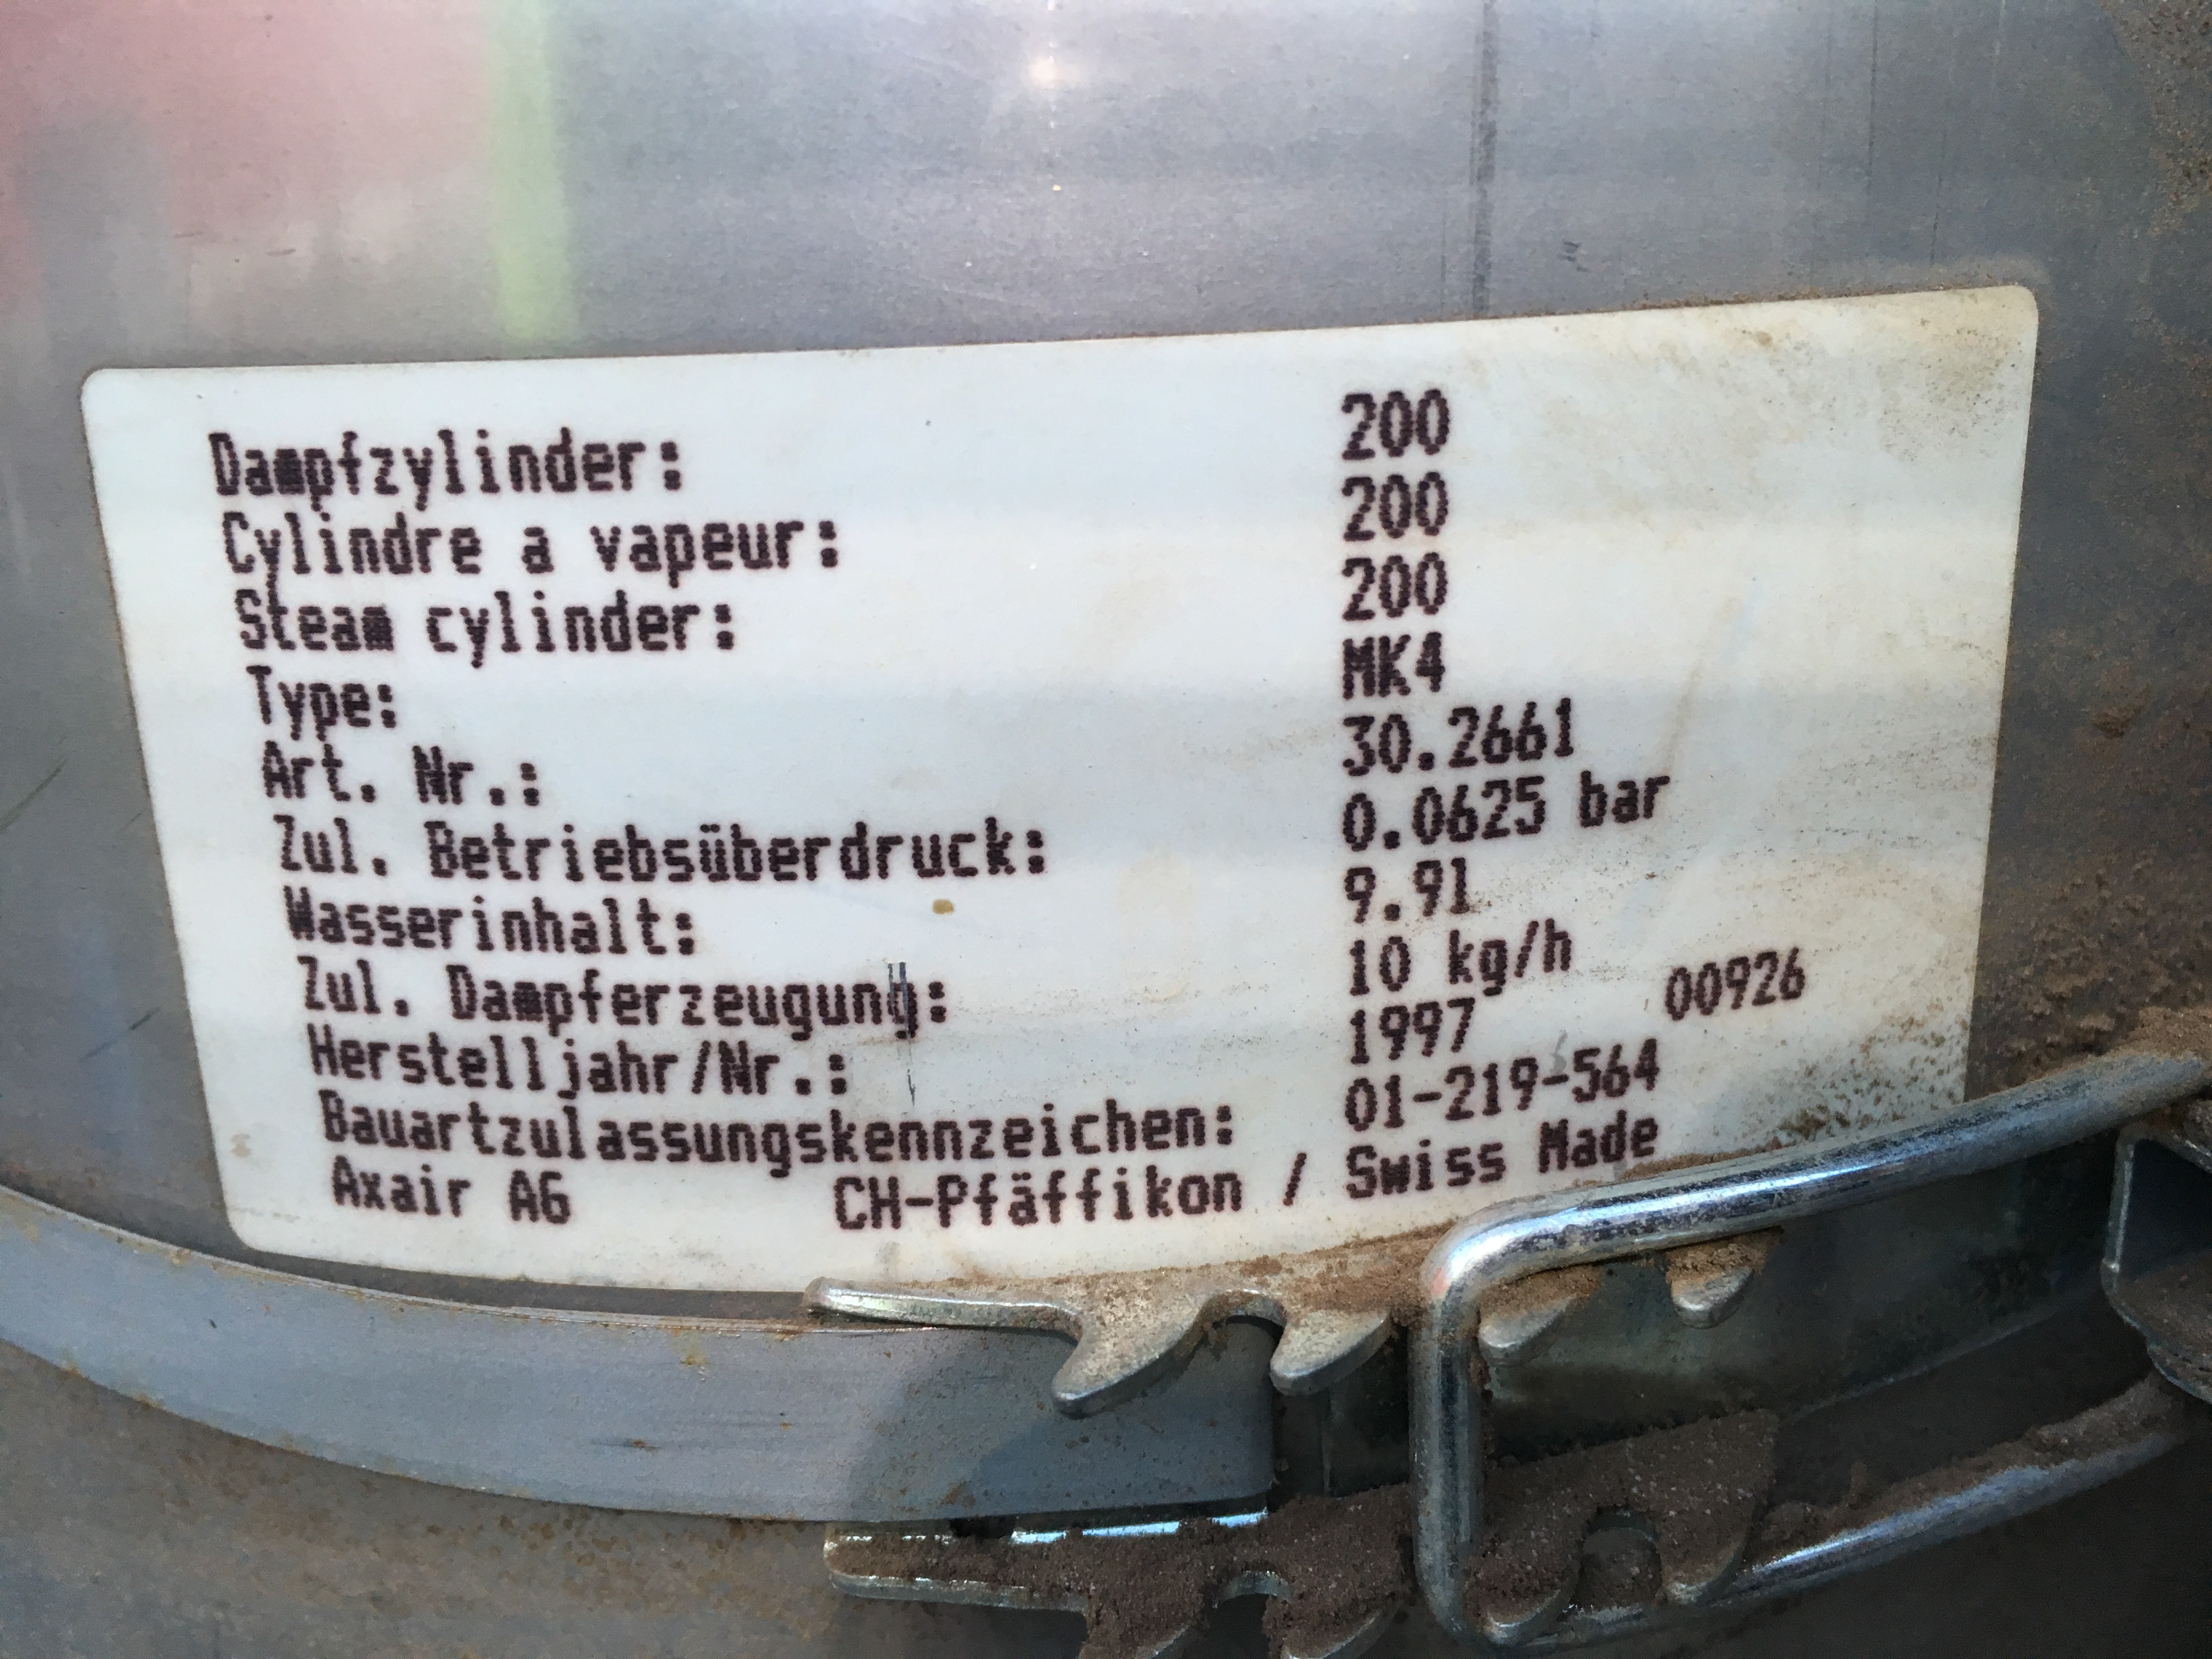 Dampfzylinder: 200
Cylindre a vapeur: 200
Steam cylinder: 200
Type: MK4
Art. Nr.: 30.2661
Zul. Betriebsüberdruck: 0.0625 bar
Wasserinhalt: 9.9l
Zul. Dampferzeugung: 10 kg/h
Herstelljahr/Nr.: 1997 00926
Bauartzulassungskennzeichen: 01-219-564
Axair AG CH-Pfäffikon / Swiss Made